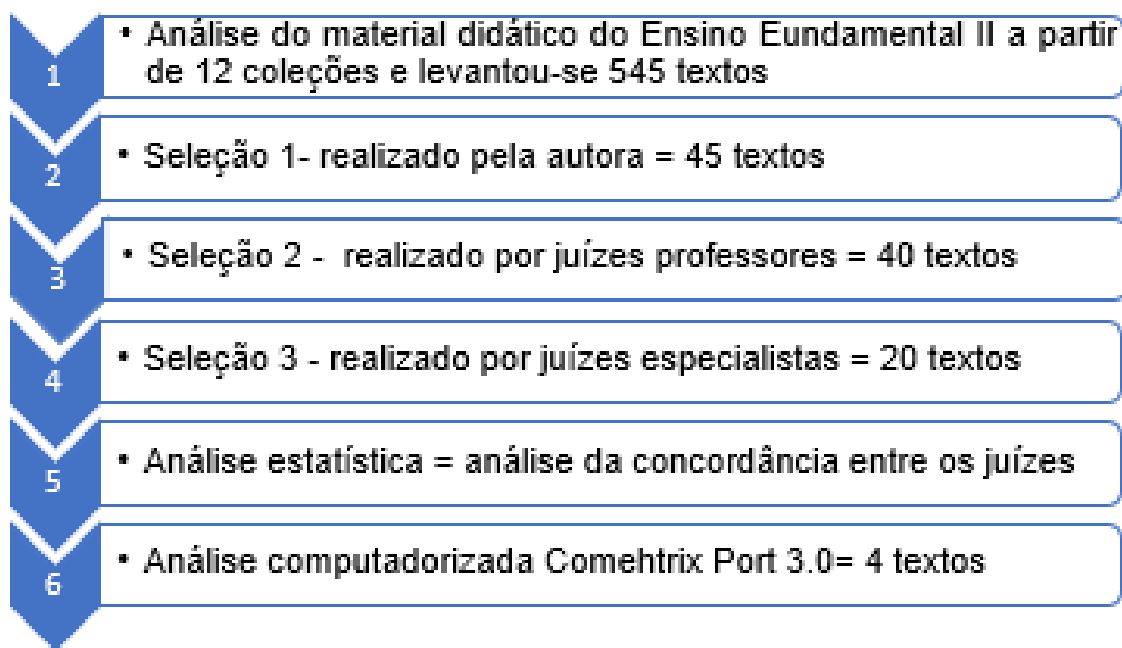 1
• Análise do material didático do Ensino Eundamental II a partir
de 12 coleções e levantou-se 545 textos
2
• Seleção 1- realizado pela autora = 45 textos
3
• Seleção 2 - realizado por juízes professores = 40 textos
4
• Seleção 3 - realizado por juízes especialistas = 20 textos
5
• Análise estatística = análise da concordância entre os juízes
6
• Análise computadorizada Comehtrix Port 3.0= 4 textos